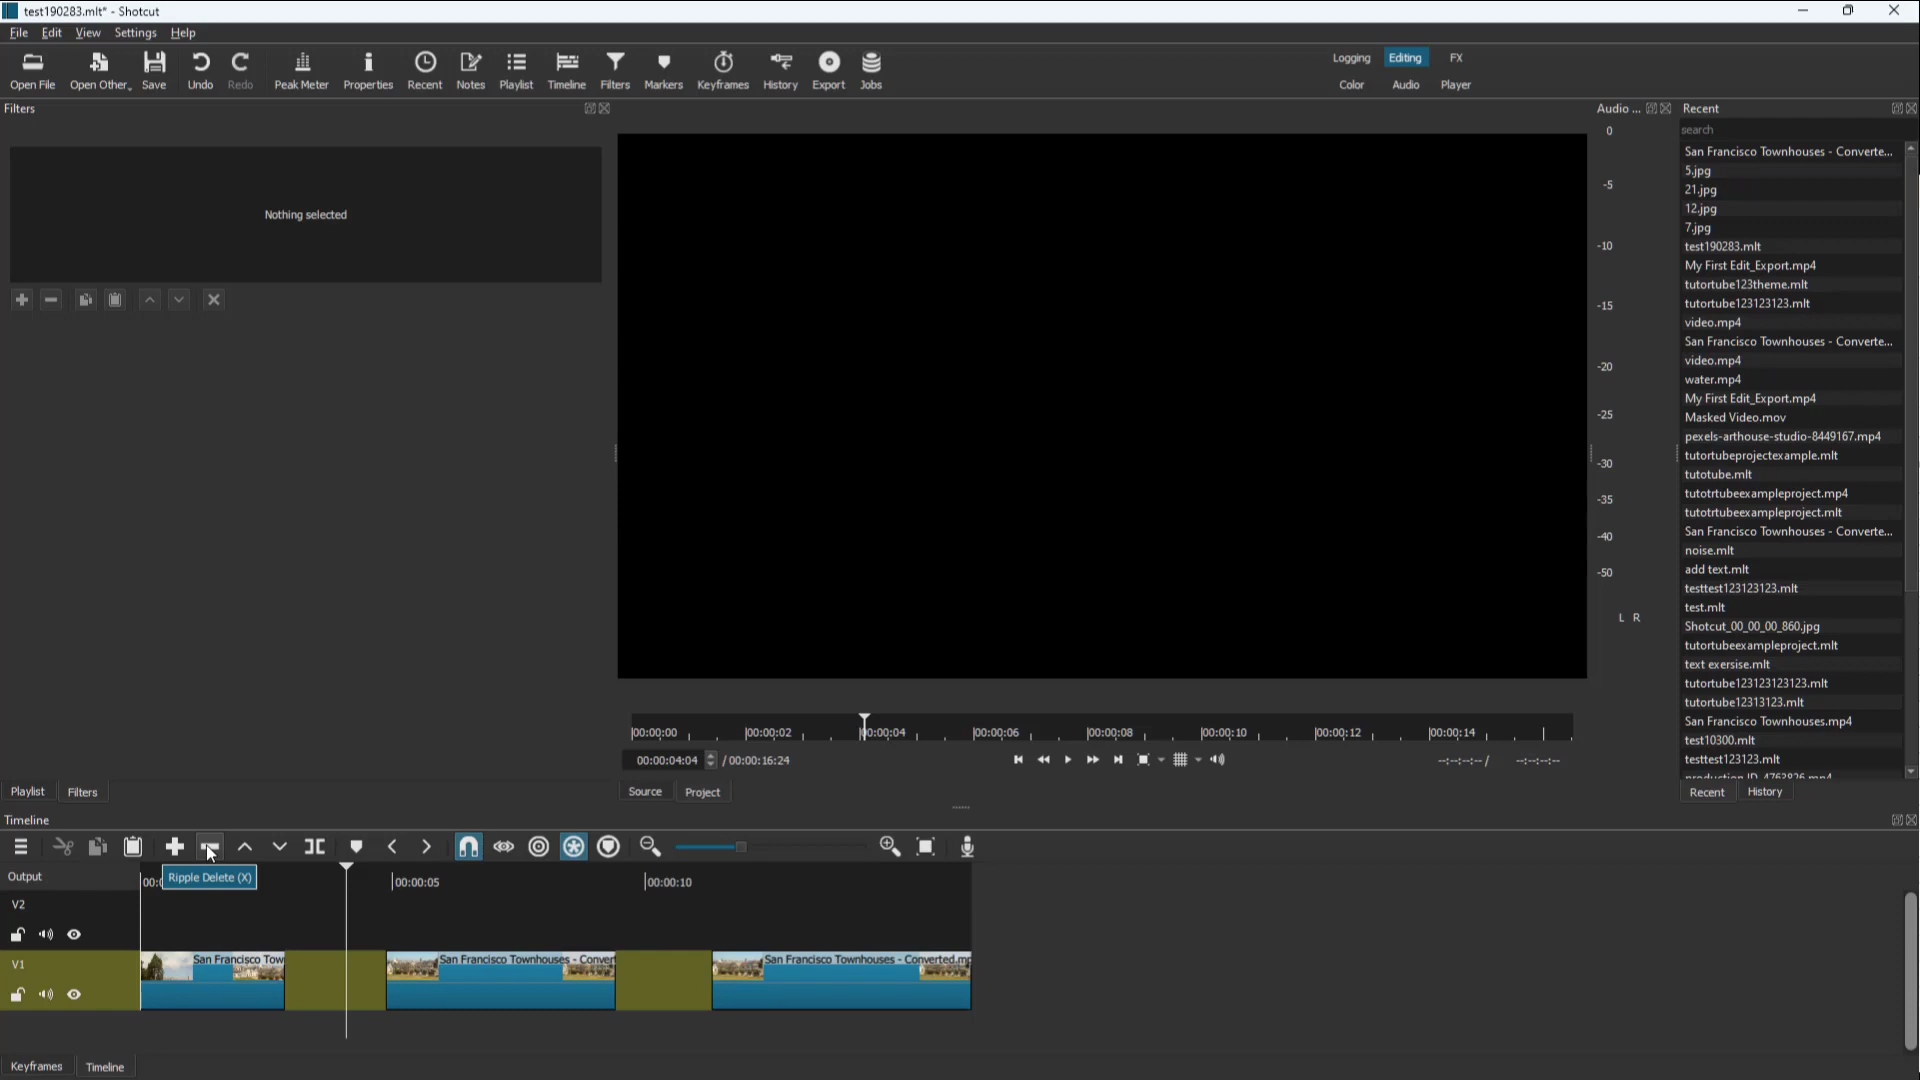 test190283.mlt* - Shotcut
File Edit View Settings Help
Open File Open Other... Save Undo Redo Peak Meter Properties Recent Notes Playlist Timeline Filters Markers Keyframes History Export Jobs
Logging Editing FX
Color Audio Player
Filters
Nothing selected
Playlist Filters
Audio ...
0
-5
-10
-15
-20
-25
-30
-35
-40
-50
L R
Recent
search
San Francisco Townhouses - Converte...
5.jpg
21.jpg
12.jpg
7.jpg
test190283.mlt
My First Edit_Export.mp4
tutortube123theme.mlt
tutortube123123123.mlt
video.mp4
San Francisco Townhouses - Converte...
video.mp4
water.mp4
My First Edit_Export.mp4
Masked Video.mov
pexels-arthouse-studio-8449167.mp4
tutortubeprojectexample.mlt
tutotube.mlt
tutotrtubeexampleproject.mp4
tutotrtubeexampleproject.mlt
San Francisco Townhouses - Converte...
noise.mlt
add text.mlt
testtest123123123.mlt
test.mlt
Shotcut_00_00_00_860.jpg
tutortubeexampleproject.mlt
text exersise.mlt
tutortube123123123123.mlt
tutortube12313123.mlt
San Francisco Townhouses.mp4
test10300.mlt
testtest123123.mlt
production ID_4763826.mp4
Recent History
00:00:00 00:00:02 00:00:04 00:00:06 00:00:08 00:00:10 00:00:12 00:00:14
00:00:04:04 / 00:00:16:24 --:--:--:-- / --:--:--:--
Source Project
Timeline
Output
00:0
Ripple Delete (X)
00:00:05 00:00:10
V2
V1
San Francisco Tow
San Francisco Townhouses - Conver
San Francisco Townhouses - Converted.mp
Keyframes Timeline